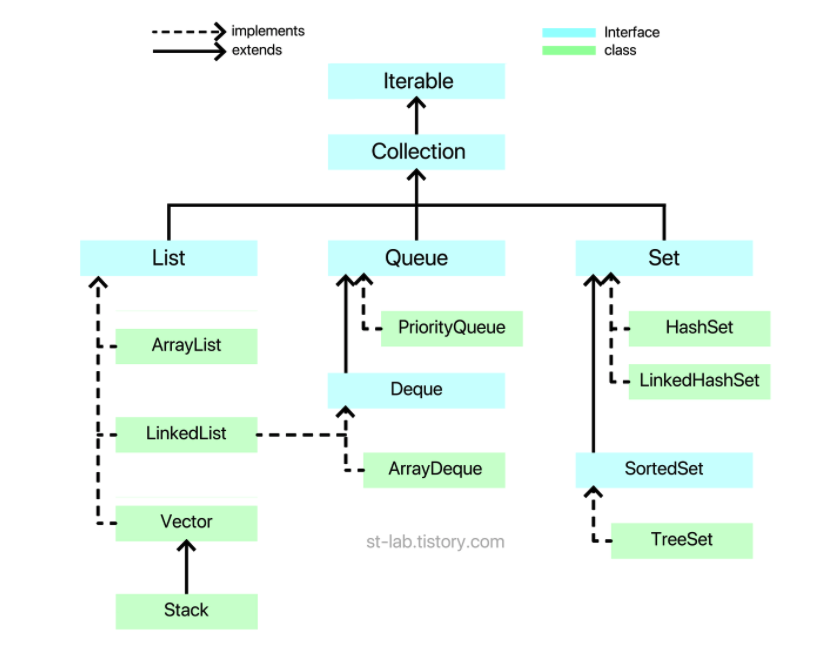 implements
extends
Interface
class
Iterable
Collection
List
Queue
Set
ArrayList
PriorityQueue
HashSet
LinkedHashSet
Deque
LinkedList
ArrayDeque
SortedSet
Vector
st-lab.tistory.com
TreeSet
Stack